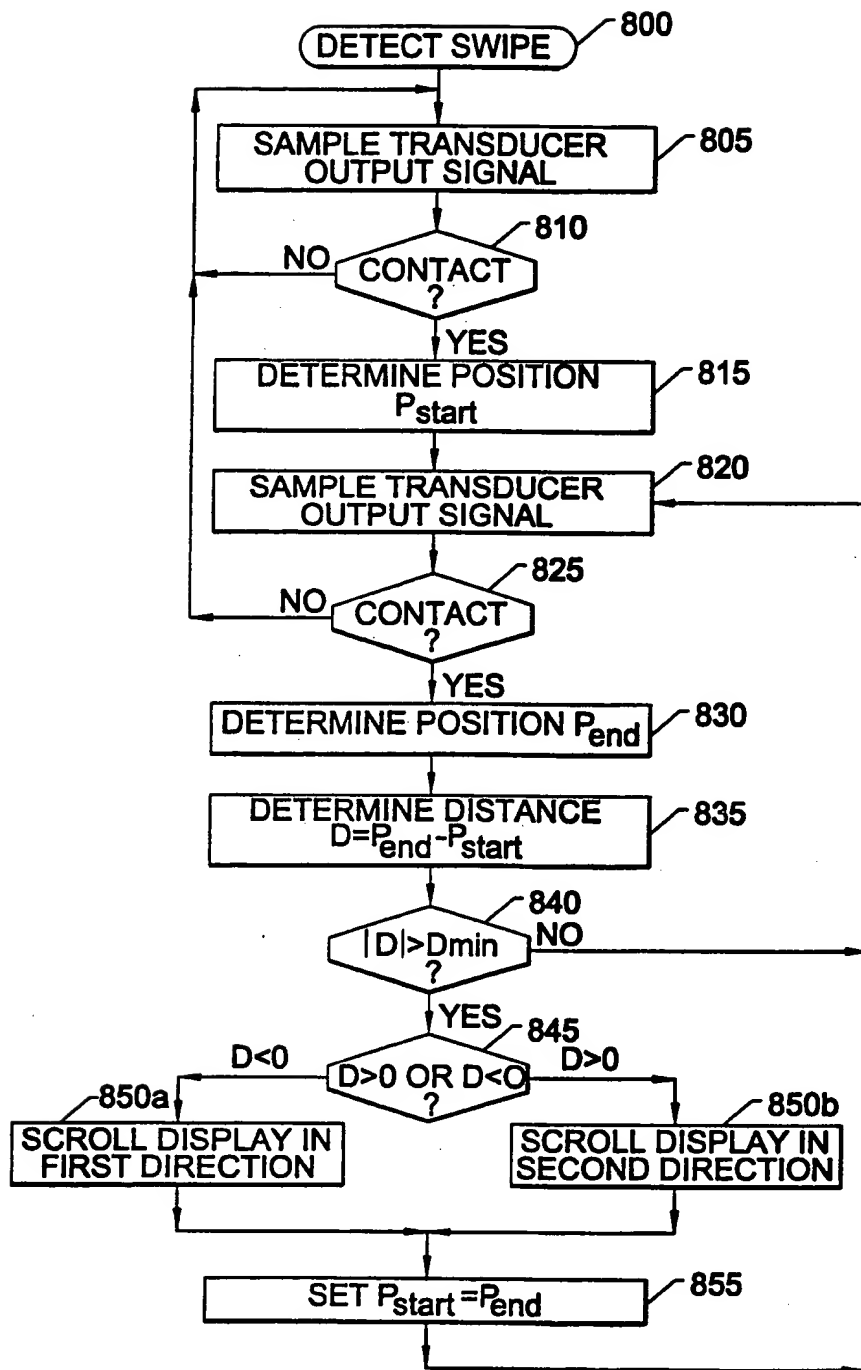 DETECT SWIPE
800
SAMPLE TRANSDUCER
OUTPUT SIGNAL
805
810
NO
CONTACT
?
YES
DETERMINE POSITION
Pstart
815
820
SAMPLE TRANSDUCER
OUTPUT SIGNAL
825
NO
CONTACT
?
YES
DETERMINE POSITION Pend
830
DETERMINE DISTANCE
D=Pend-Pstart
835
840
|D|>Dmin
?
NO
YES
845
D<0
D>0 OR D<O
?
D>0
850a
SCROLL DISPLAY IN
FIRST DIRECTION
850b
SCROLL DISPLAY IN
SECOND DIRECTION
SET Pstart=Pend
855